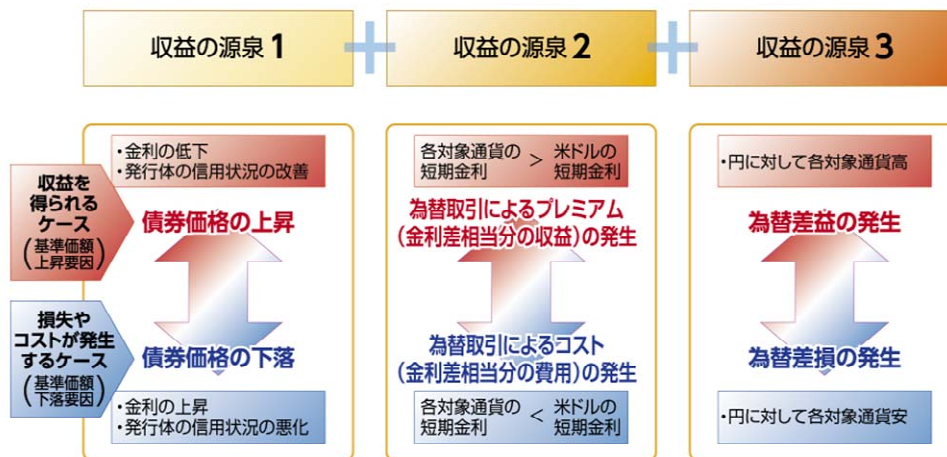 収益の源泉1
+
収益の源泉2
+
収益の源泉3
収益を
得られる
ケース
(基準価額
上昇要因)
・金利の低下
・発行体の信用状況の改善
債券価格の上昇
各対象通貨の
短期金利
>
米ドルの
短期金利
為替取引によるプレミアム
(金利差相当分の収益)の発生
・円に対して各対象通貨高
為替差益の発生
損失や
コストが発生
するケース
(基準価額
下落要因)
債券価格の下落
・金利の上昇
・発行体の信用状況の悪化
為替取引によるコスト
(金利差相当分の費用)の発生
各対象通貨の
短期金利
<
米ドルの
短期金利
為替差損の発生
・円に対して各対象通貨安